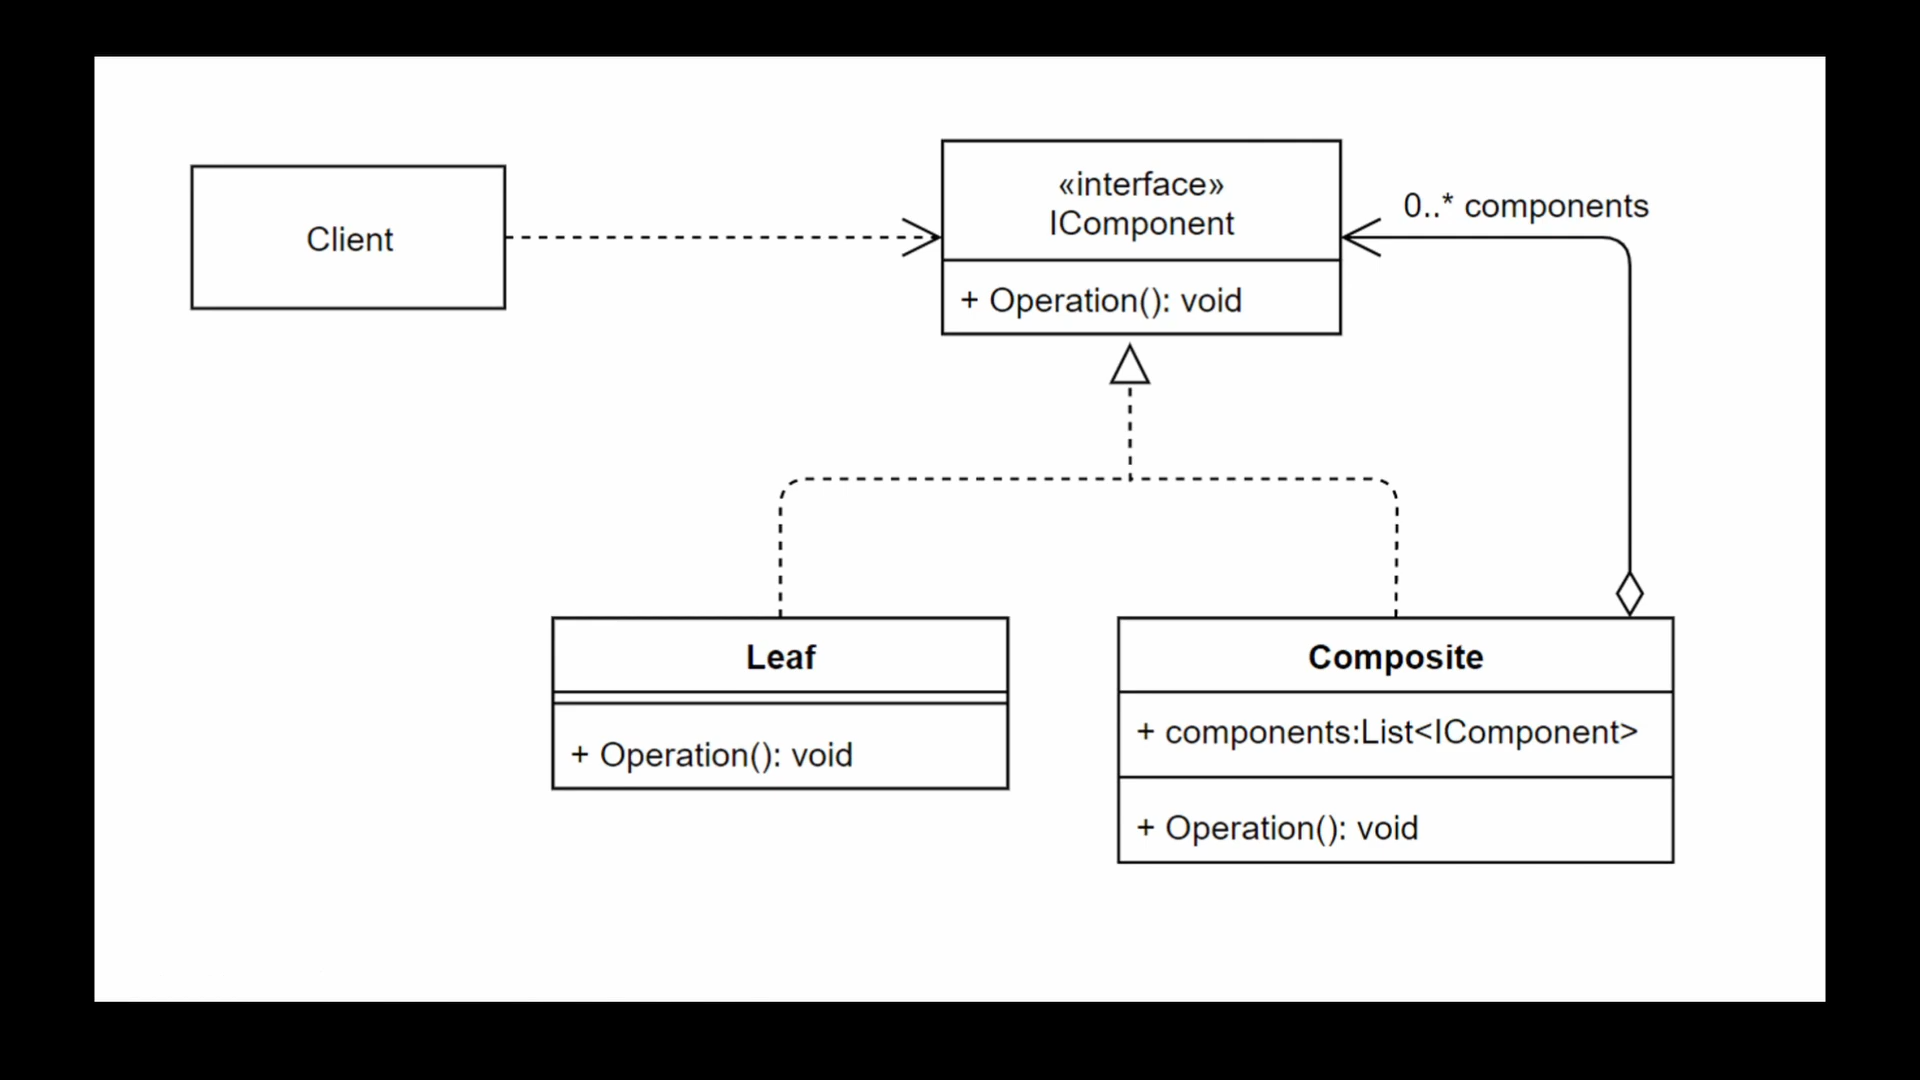 Client
«interface»
IComponent
+ Operation(): void
0..* components
Leaf
+ Operation(): void
Composite
+ components:List<IComponent>
+ Operation(): void